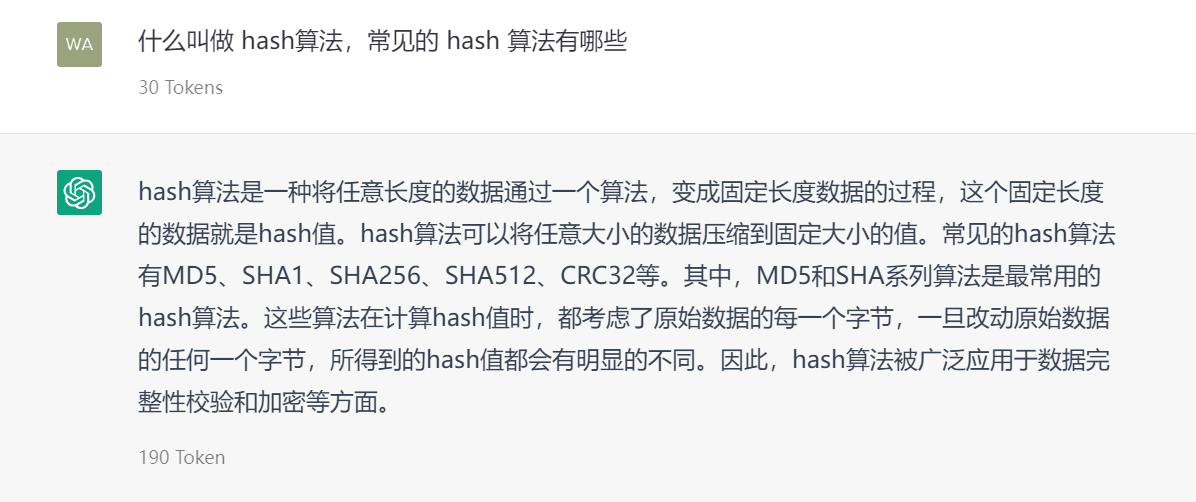 WA
什么叫做 hash算法，常见的 hash 算法有哪些
30 Tokens
hash算法是一种将任意长度的数据通过一个算法，变成固定长度数据的过程，这个固定长度
的数据就是hash值。hash算法可以将任意大小的数据压缩到固定大小的值。常见的hash算法
有MD5、SHA1、SHA256、SHA512、CRC32等。其中，MD5和SHA系列算法是最常用的
hash算法。这些算法在计算hash值时，都考虑了原始数据的每一个字节，一旦改动原始数据
的任何一个字节，所得到的hash值都会有明显的不同。因此，hash算法被广泛应用于数据完
整性校验和加密等方面。
190 Token